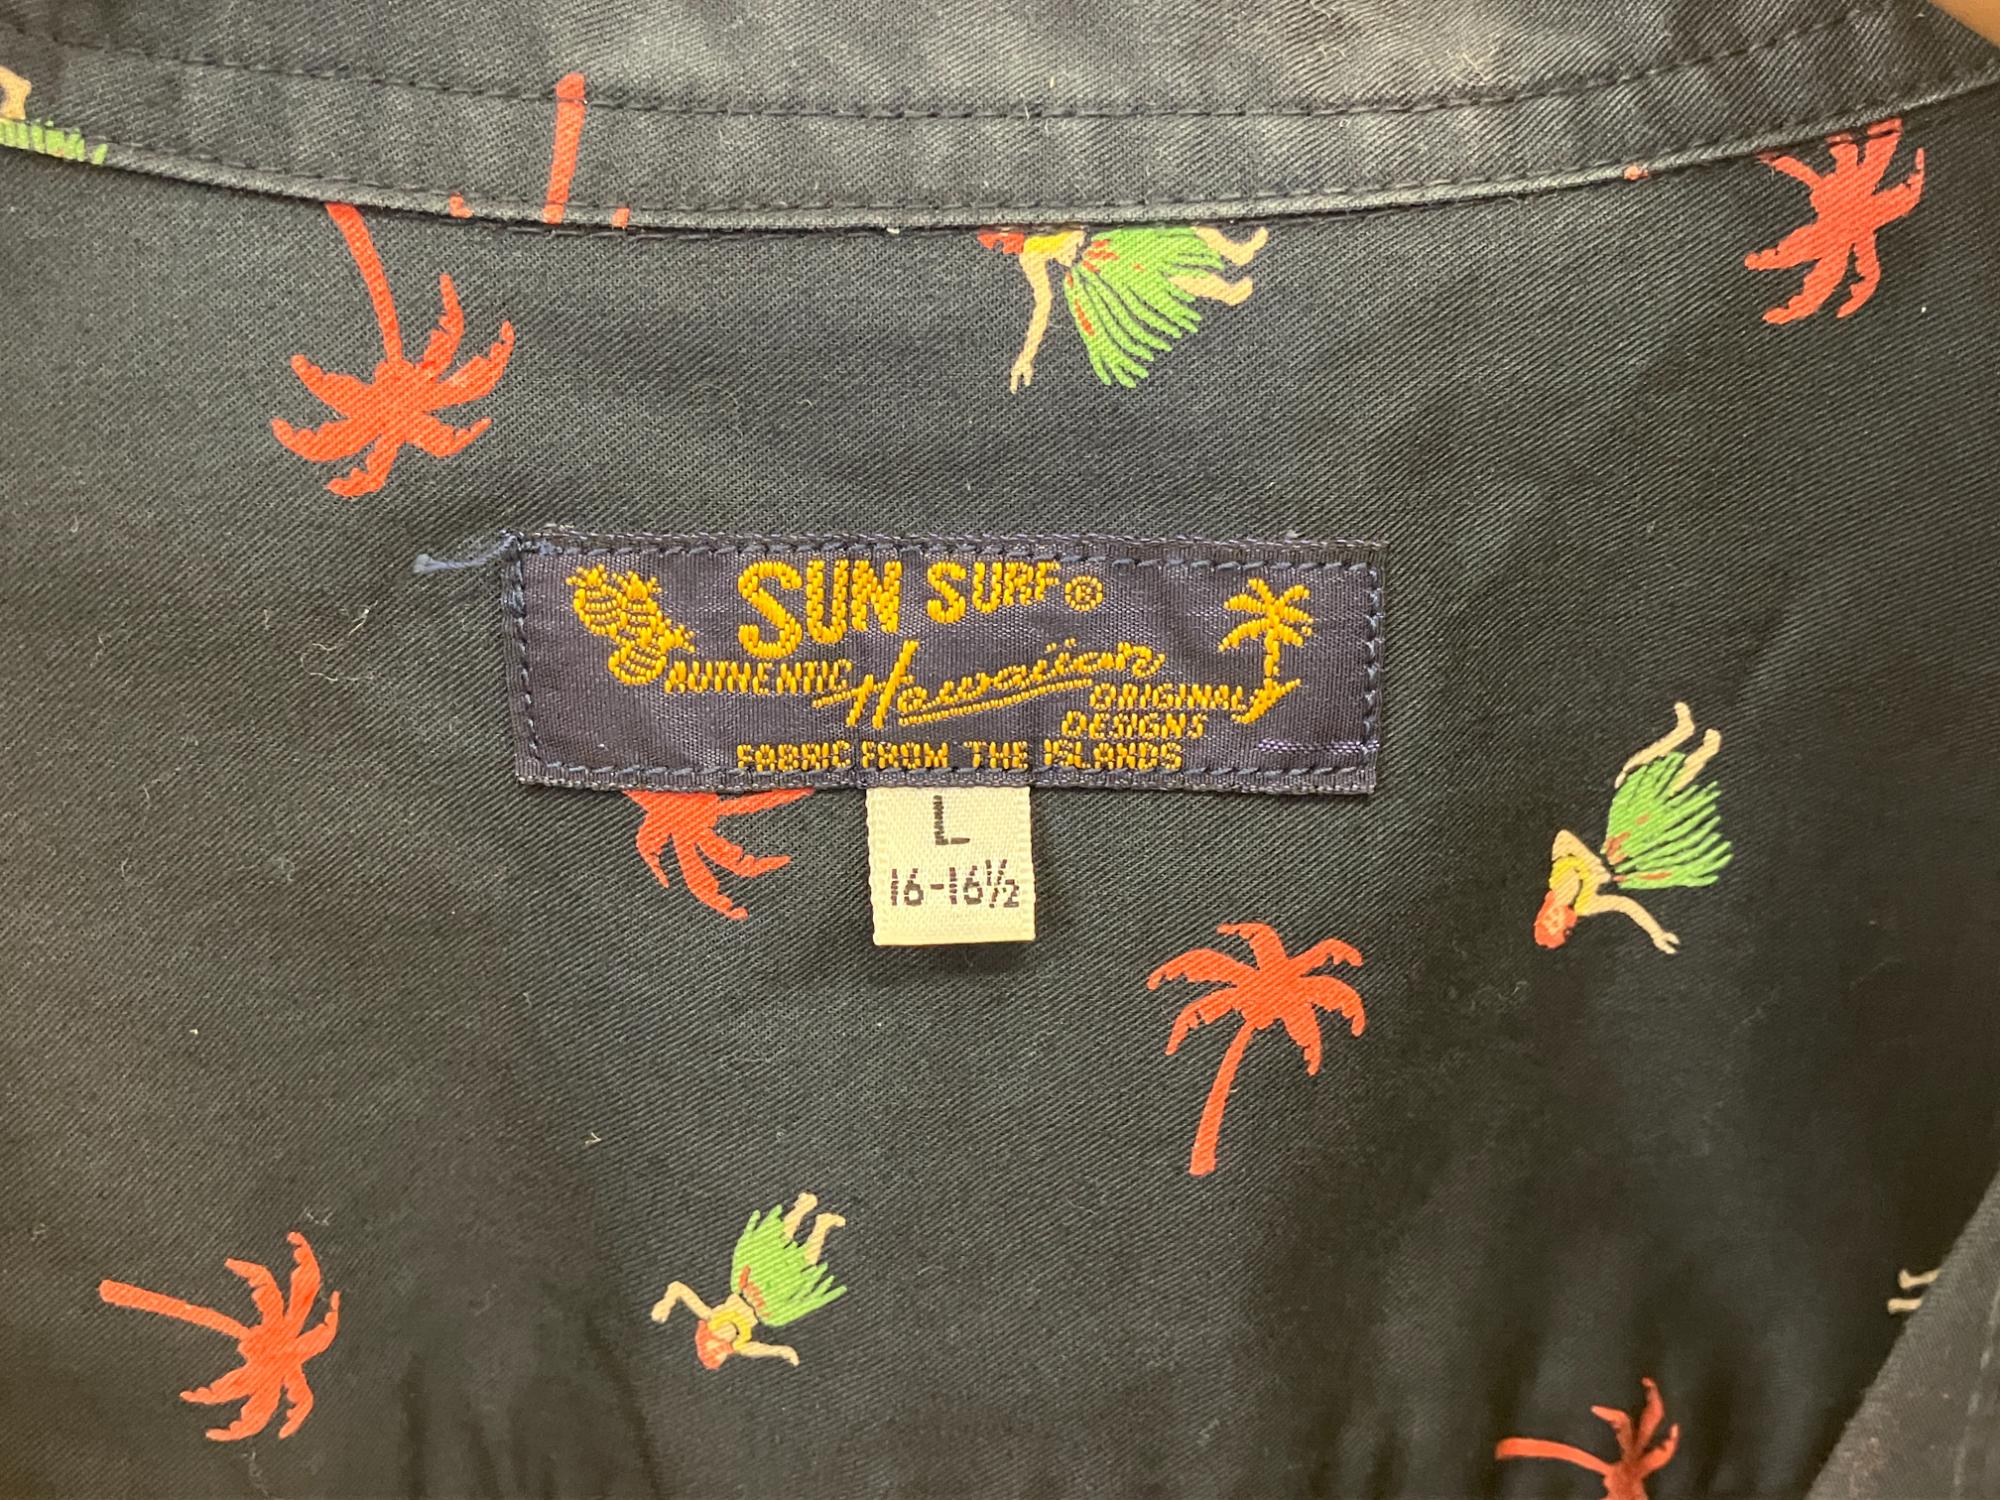 SUN SURF®
AUTHENTIC Hawaiian ORIGINAL
DESIGNS
FABRIC FROM THE ISLANDS
L
16-16½